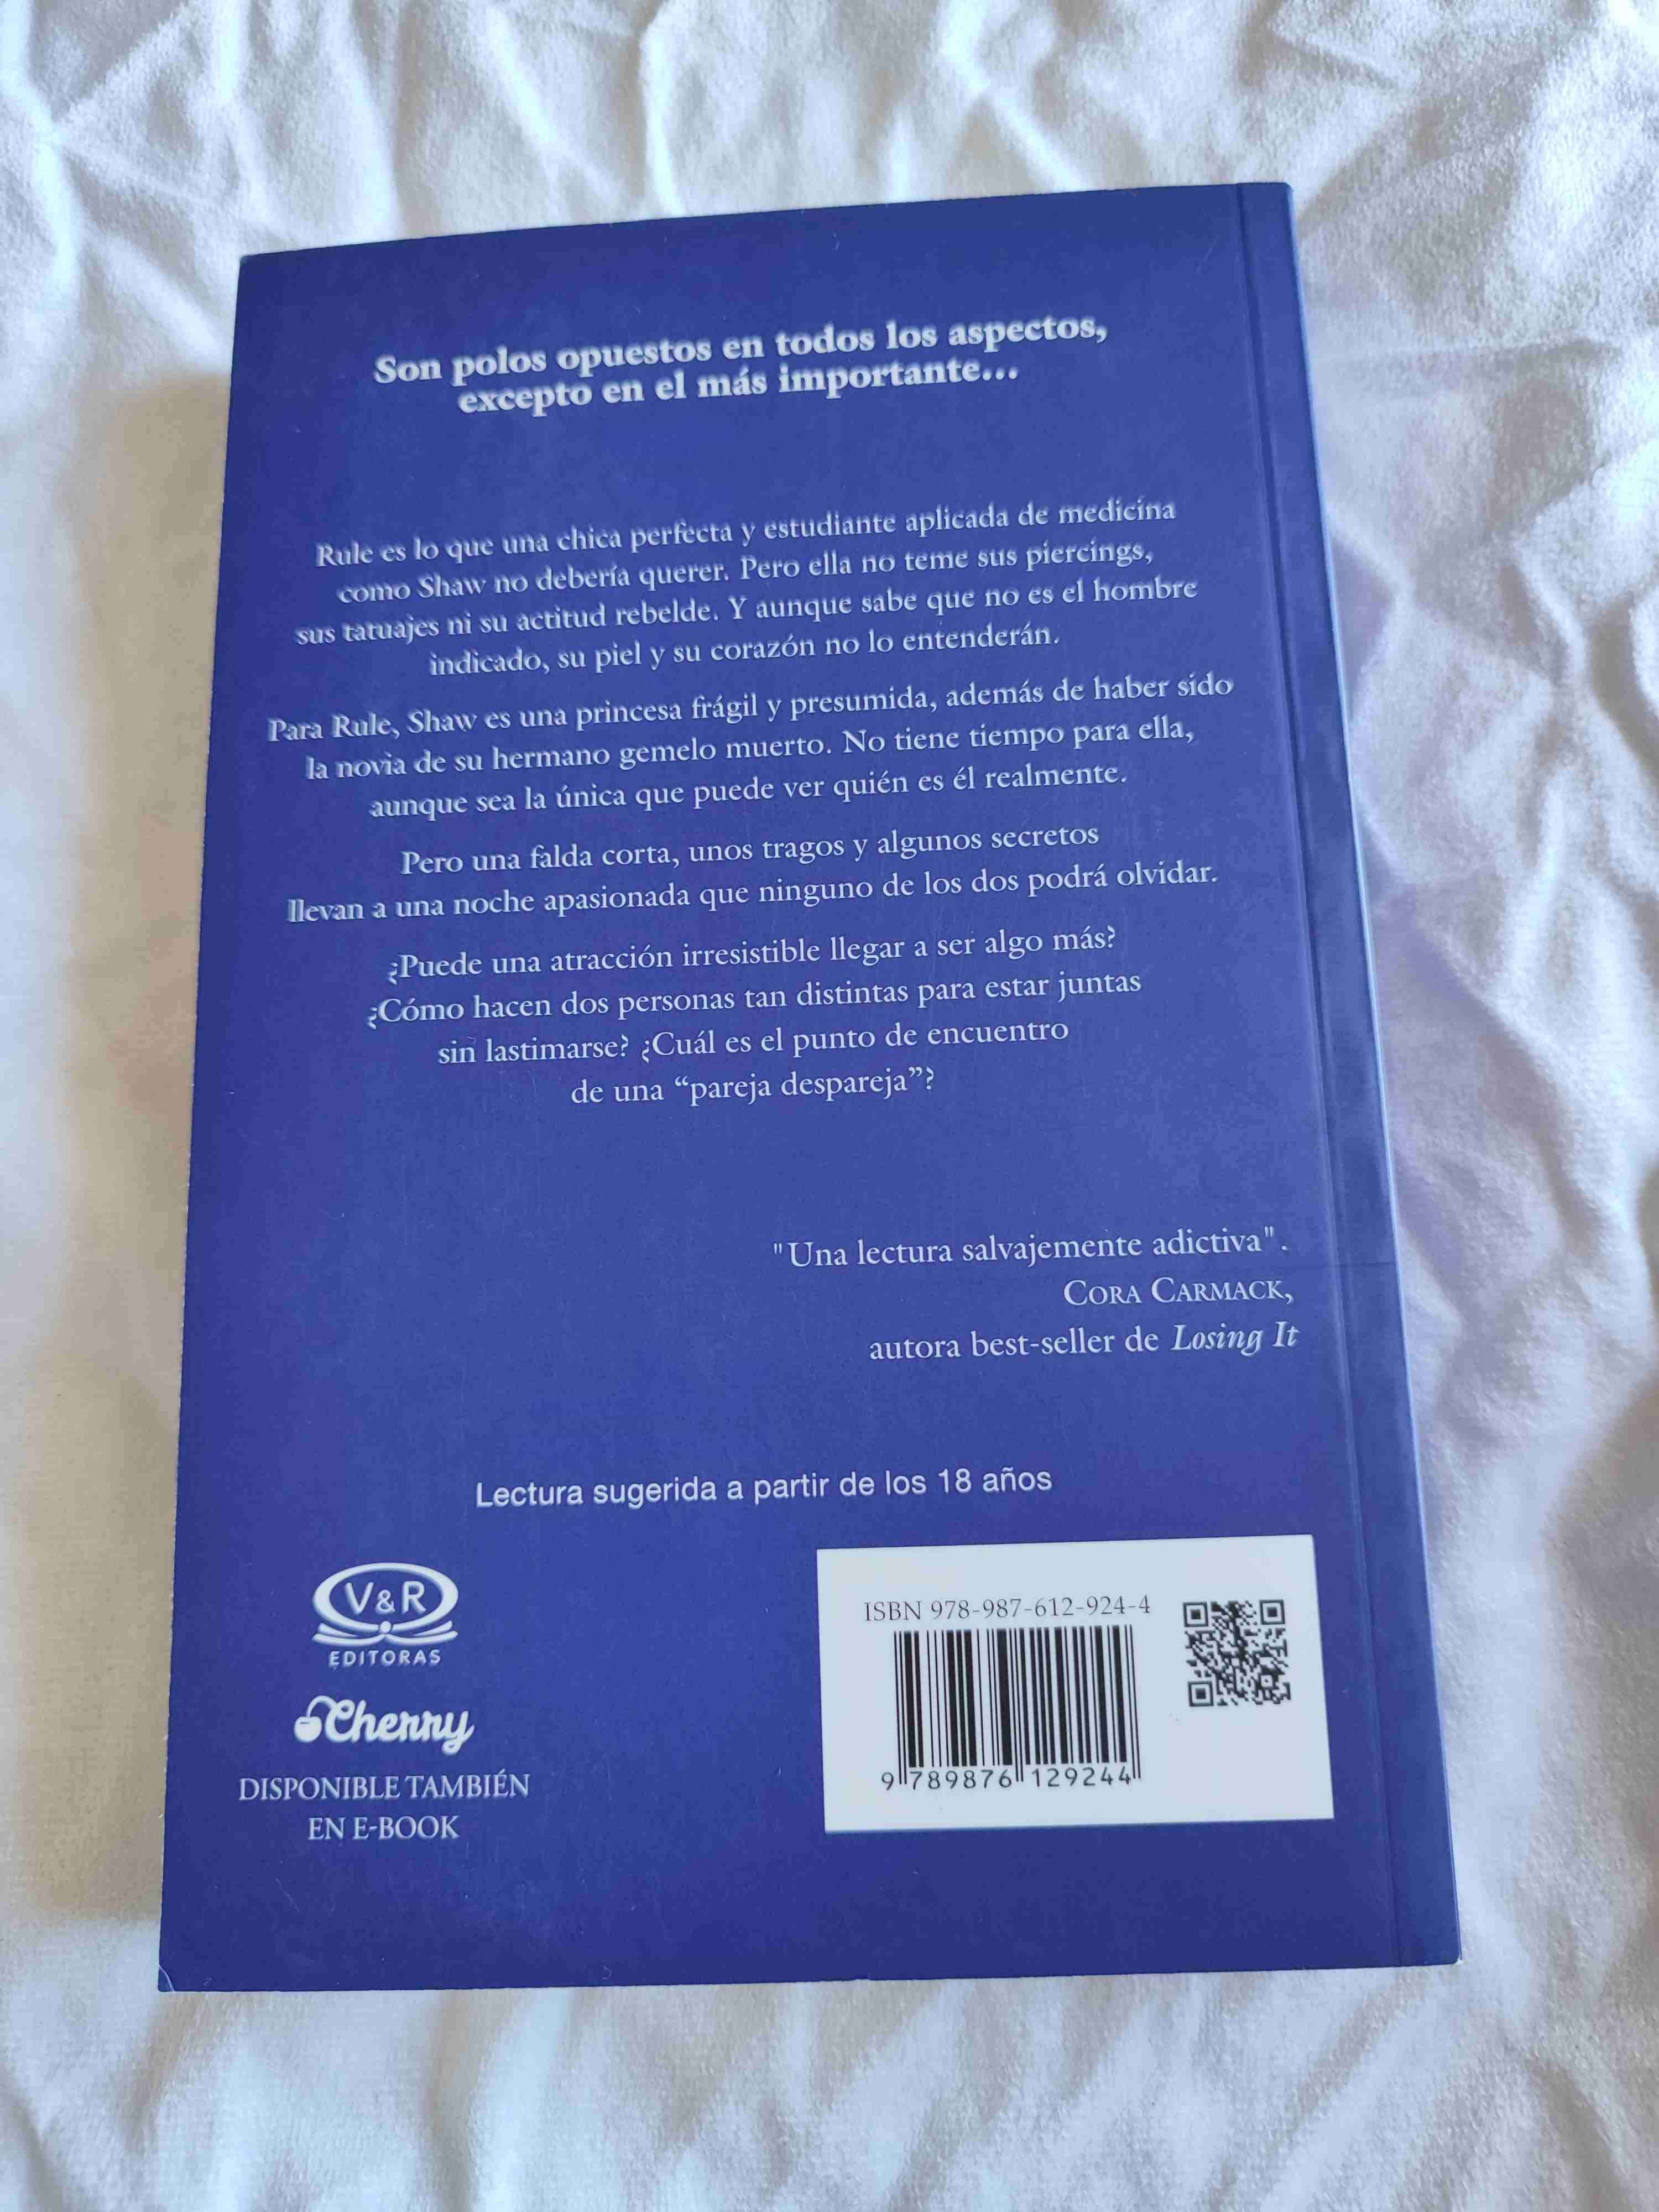 Son polos opuestos en todos los aspectos,
excepto en el más importante...
Rule es lo que una chica perfecta y estudiante aplicada de medicina
como Shaw no debería querer. Pero ella no teme sus piercings,
sus tatuajes ni su actitud rebelde. Y aunque sabe que no es el hombre
indicado, su piel y su corazón no lo entenderán.
Para Rule, Shaw es una princesa frágil y presumida, además de haber sido
la novia de su hermano gemelo muerto. No tiene tiempo para ella,
aunque sea la única que puede ver quién es él realmente.
Pero una falda corta, unos tragos y algunos secretos
llevan a una noche apasionada que ninguno de los dos podrá olvidar.
¿Puede una atracción irresistible llegar a ser algo más?
¿Cómo hacen dos personas tan distintas para estar juntas
sin lastimarse? ¿Cuál es el punto de encuentro
de una “pareja despareja”?
"Una lectura salvajemente adictiva".
CORA CARMACK,
autora best-seller de Losing It
Lectura sugerida a partir de los 18 años
V&R
EDITORAS
Cherry
DISPONIBLE TAMBIÉN
EN E-BOOK
ISBN 978-987-612-924-4
9 789876 129244